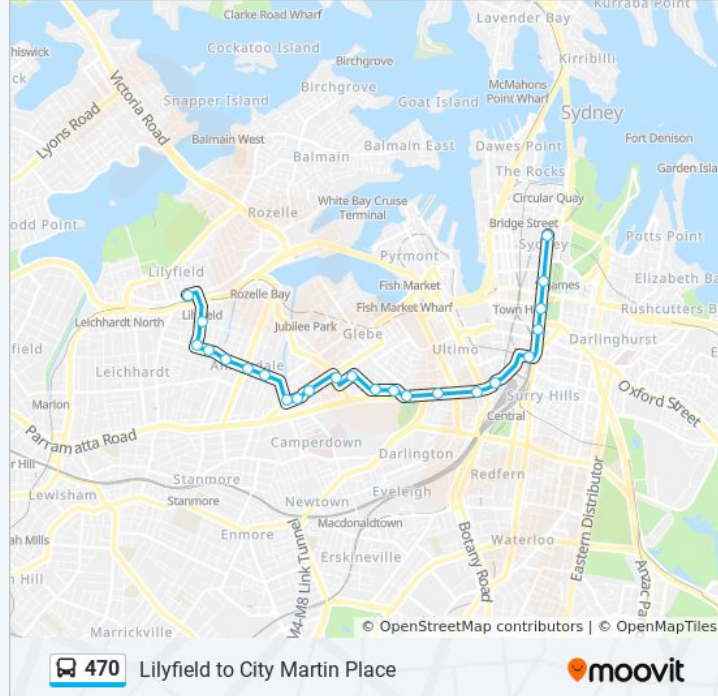 Clarke Road Wharf
Kurraba Point
Lavender Bay
hiswick
Cockatoo Island
Kirribilli
ck
Birchgrove
Victoria Road
Birchgrove
McMahons
Point Wharf
Snapper Island
Goat Island
Sydney
Lyons Road
Balmain West
Balmain East
Dawes Point
Fort Denison
Balmain
The Rocks
Garden Isla
White Bay Cruise
Terminal
Circular Quay
Rozelle
Bridge Street
odd Point
Sydney
Potts Point
Pyrmont
Lilyfield
Elizabeth Ba
Fish Market
Rozelle Bay
James
Rushcutters B
Leichhardt North
Lilyfield
Fish Market Wharf
Town H
Jubilee Park
Glebe
Darlinghurst
field
Ultimo
Leichhardt
Annandale
Surry Hills
Oxford Street
Marion
Central
Parramatta Road
Camperdown
Darlington
r Hill
Stanmore
Redfern
Lewisham
Stanmore
Newtown
Eveleigh
Eastern Distributor
Macdonaldtown
ah Mills
Enmore
M4-M8 Link Tunnel
Botany Road
Waterloo
Erskineville
Anzac Pa
n Hill
Marrickville
© OpenStreetMap contributors | © OpenMapTiles
470 Lilyfield to City Martin Place
moovit